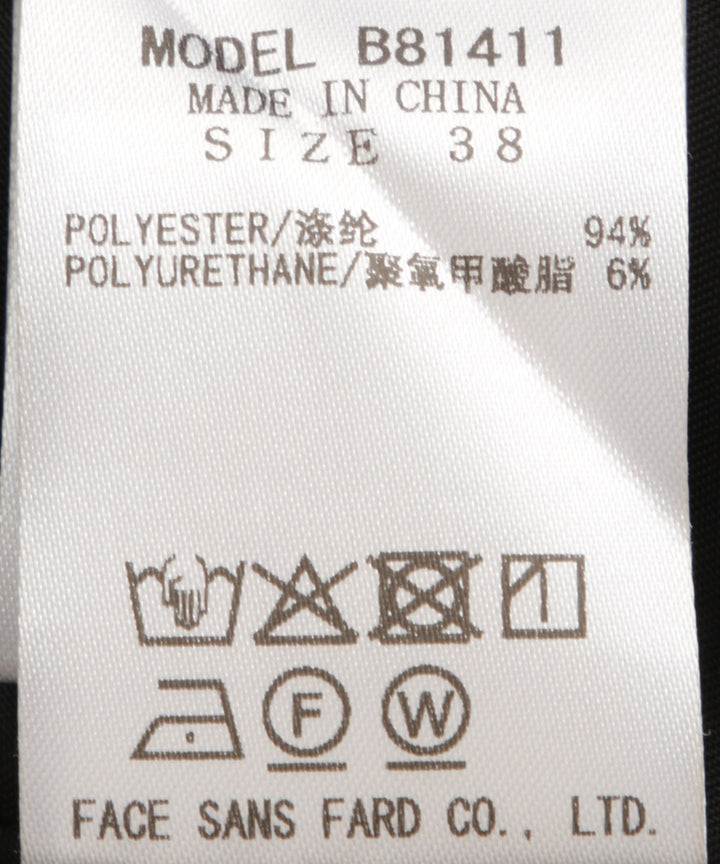 MODEL B81411
MADE IN CHINA
SIZE 38
POLYESTER/涤纶 94%
POLYURETHANE/聚氧甲酸脂 6%
F W
FACE SANS FARD CO., LTD.